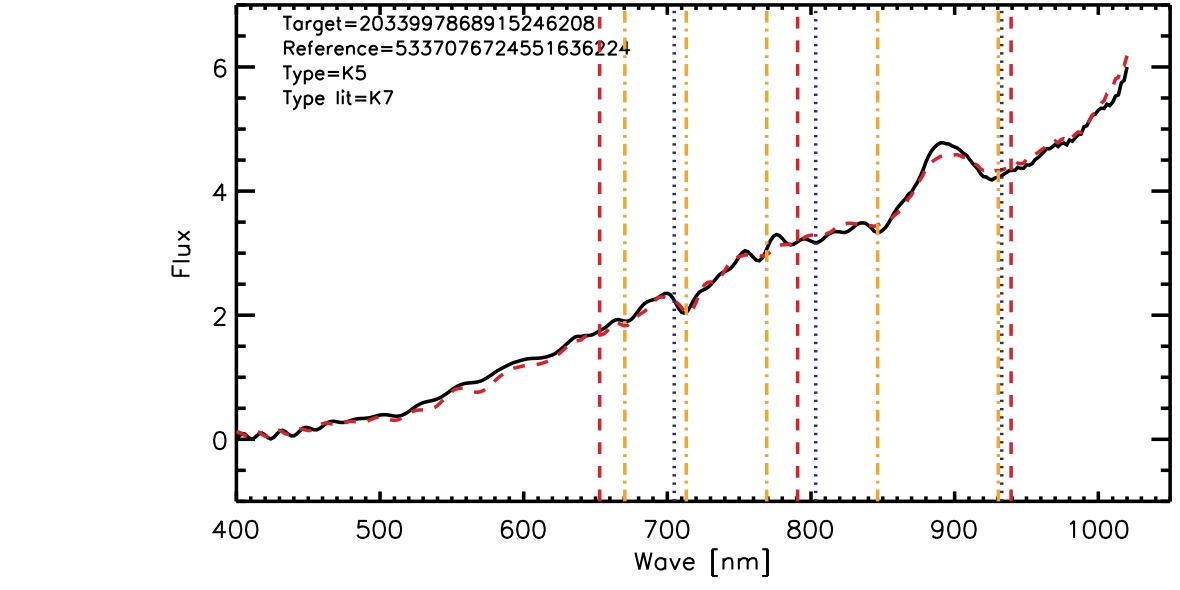 Target=2033997868915246208
Reference=5337076724551636224
Type=K5
Type lit=K7
6
4
2
0
Flux
400 500 600 700 800 900 1000
Wave [nm]